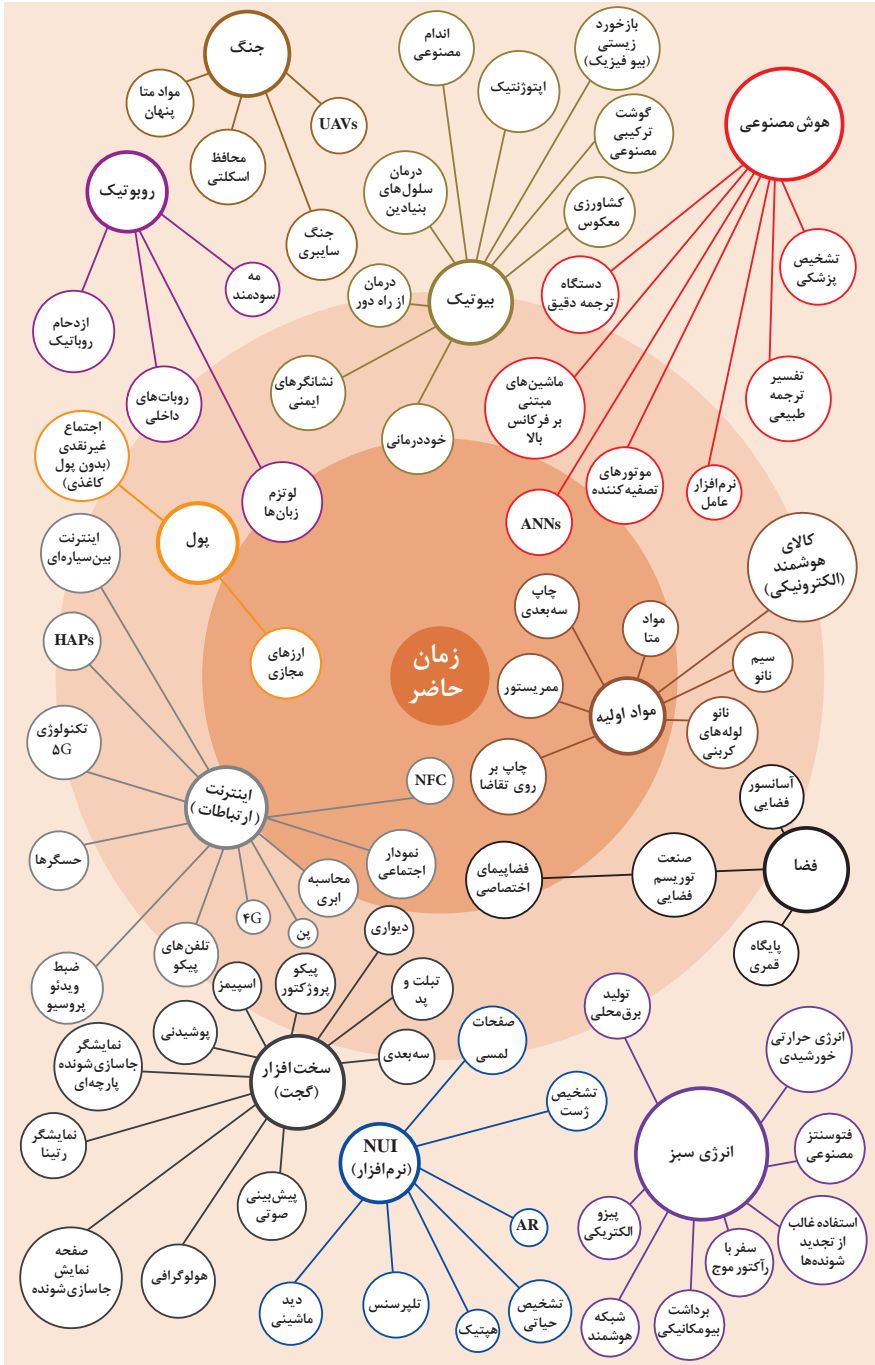 جنگ
مواد متا
پنهان
محافظ
اسکلتی
جنگ
سایبری
UAVs
روبوتیک
ازدحام
روباتیک
روبات‌های
داخلی
لوتزم
زبان‌ها
مه
سودمند
بیوتیک
اندام
مصنوعی
اپتوژنتیک
بازخورد
زیستی
(بیو فیزیک)
گوشت
ترکیبی
مصنوعی
کشاورزی
معکوس
درمان
سلول‌های
بنیادین
درمان
از راه دور
نشانگرهای
ایمنی
خوددرمانی
هوش مصنوعی
تشخیص
پزشکی
تفسیر
ترجمه
طبیعی
نرم‌افزار
عامل
موتورهای
تصفیه‌کننده
ANNs
ماشین‌های
مبتنی
بر فرکانس
بالا
دستگاه
ترجمه دقیق
پول
اجتماع
غیرنقدی
(بدون پول
کاغذی)
ارزهای
مجازی
زمان
حاضر
مواد اولیه
چاپ
سه‌بعدی
مواد
متا
کالای
هوشمند
(الکترونیکی)
سیم
نانو
نانو
لوله‌های
کربنی
ممریستور
چاپ بر
روی تقاضا
اینترنت
(ارتباطات)
اینترنت
بین‌سیاره‌ای
HAPs
تکنولوژی
۵G
حسگرها
ضبط
ویدئو
پروسیو
تلفن‌های
پیکو
۴G
پن
محاسبه
ابری
نمودار
اجتماعی
NFC
فضا
آسانسور
فضایی
صنعت
توریسم
فضایی
فضاپیمای
اختصاصی
پایگاه
قمری
سخت‌افزار
(گجت)
دیواری
تبلت و
پد
سه‌بعدی
پیکو
پروژکتور
اسپیمز
پوشیدنی
نمایشگر
جاسازی‌شونده
پارچه‌ای
نمایشگر
رتینا
صفحه
نمایش
جاسازی‌شونده
هولوگرافی
پیش‌بینی
صوتی
NUI
(نرم‌افزار)
صفحات
لمسی
تشخیص
ژست
AR
تشخیص
حیاتی
هپتیک
تلپرسنس
دید
ماشینی
انرژی سبز
تولید
برق‌محلی
انرژی حرارتی
خورشیدی
فتوسنتز
مصنوعی
استفاده غالب
از تجدید
شونده‌ها
سفر با
رآکتور موج
برداشت
بیومکانیکی
شبکه
هوشمند
پیزو
الکتریکی